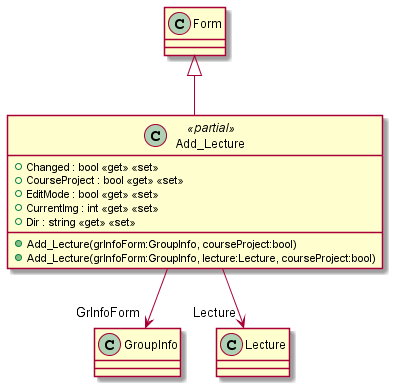 C Form
C «partial»
Add_Lecture
Changed : bool «get» «set»
CourseProject : bool «get» «set»
EditMode : bool «get» «set»
CurrentImg : int «get» «set»
Dir : string «get» «set»
Add_Lecture(grInfoForm:GroupInfo, courseProject:bool)
Add_Lecture(grInfoForm:GroupInfo, lecture:Lecture, courseProject:bool)
GrInfoForm
Lecture
C GroupInfo
C Lecture